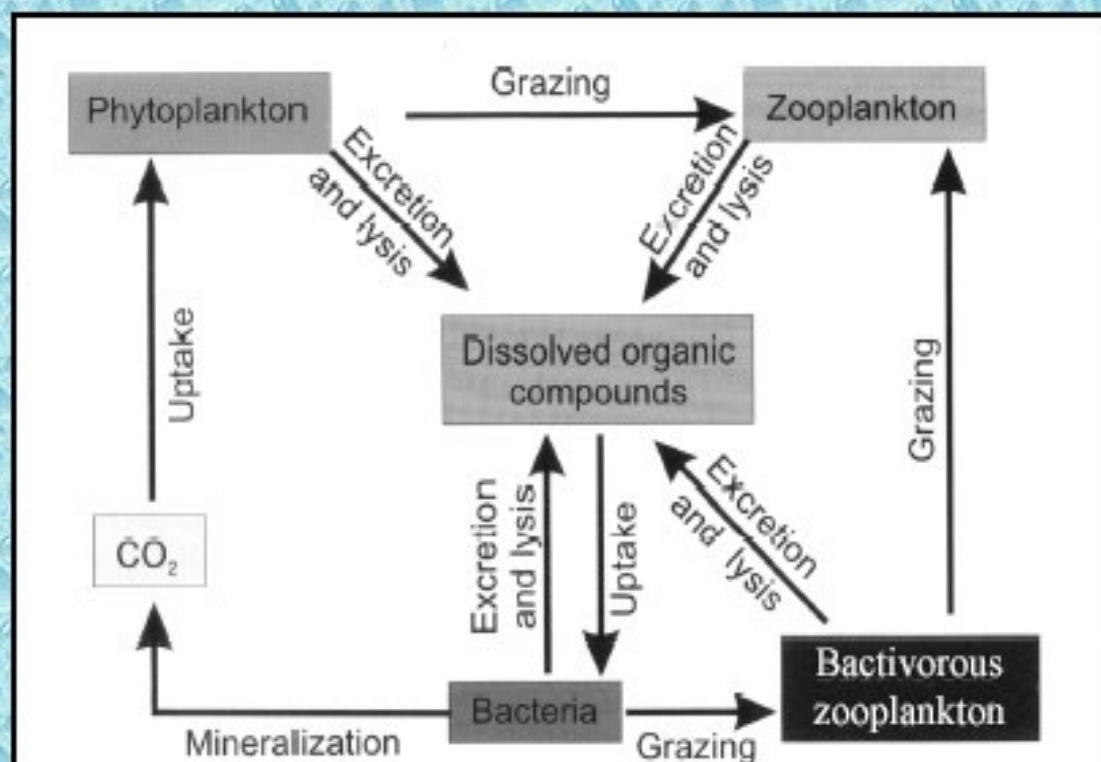 Phytoplankton
Grazing
Zooplankton
Excretion
and lysis
Excretion
and lysis
Dissolved organic
compounds
Uptake
Grazing
CO₂
Excretion
and lysis
Uptake
Excretion
and lysis
Bacteria
Bactivorous
zooplankton
Mineralization
Grazing